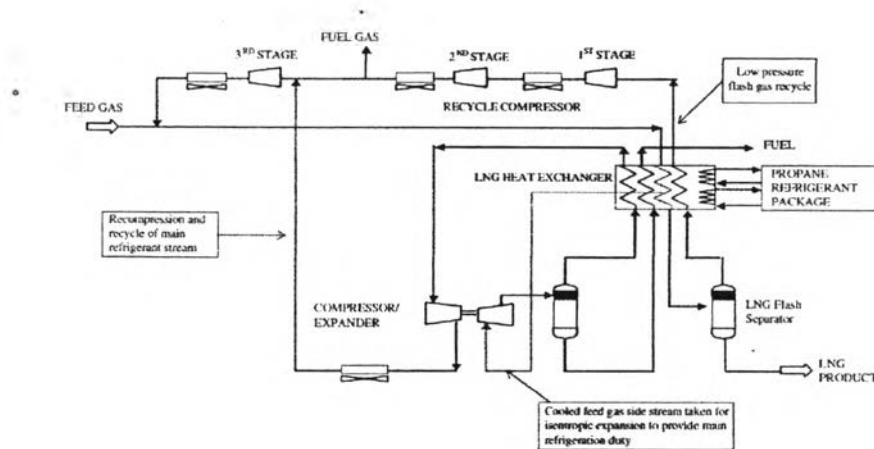 FUEL GAS
3RD STAGE
2ND STAGE
1ST STAGE
Low pressure
flash gas recycle
FEED GAS
RECYCLE COMPRESSOR
FUEL
LNG HEAT EXCHANGER
PROPANE
REFRIGERANT
PACKAGE
Recompression and
recycle of main
refrigerant stream
COMPRESSOR/
EXPANDER
LNG Flash
Separator
LNG
PRODUCT
Cooled feed gas side stream taken for
isentropic expansion to provide main
refrigeration duty